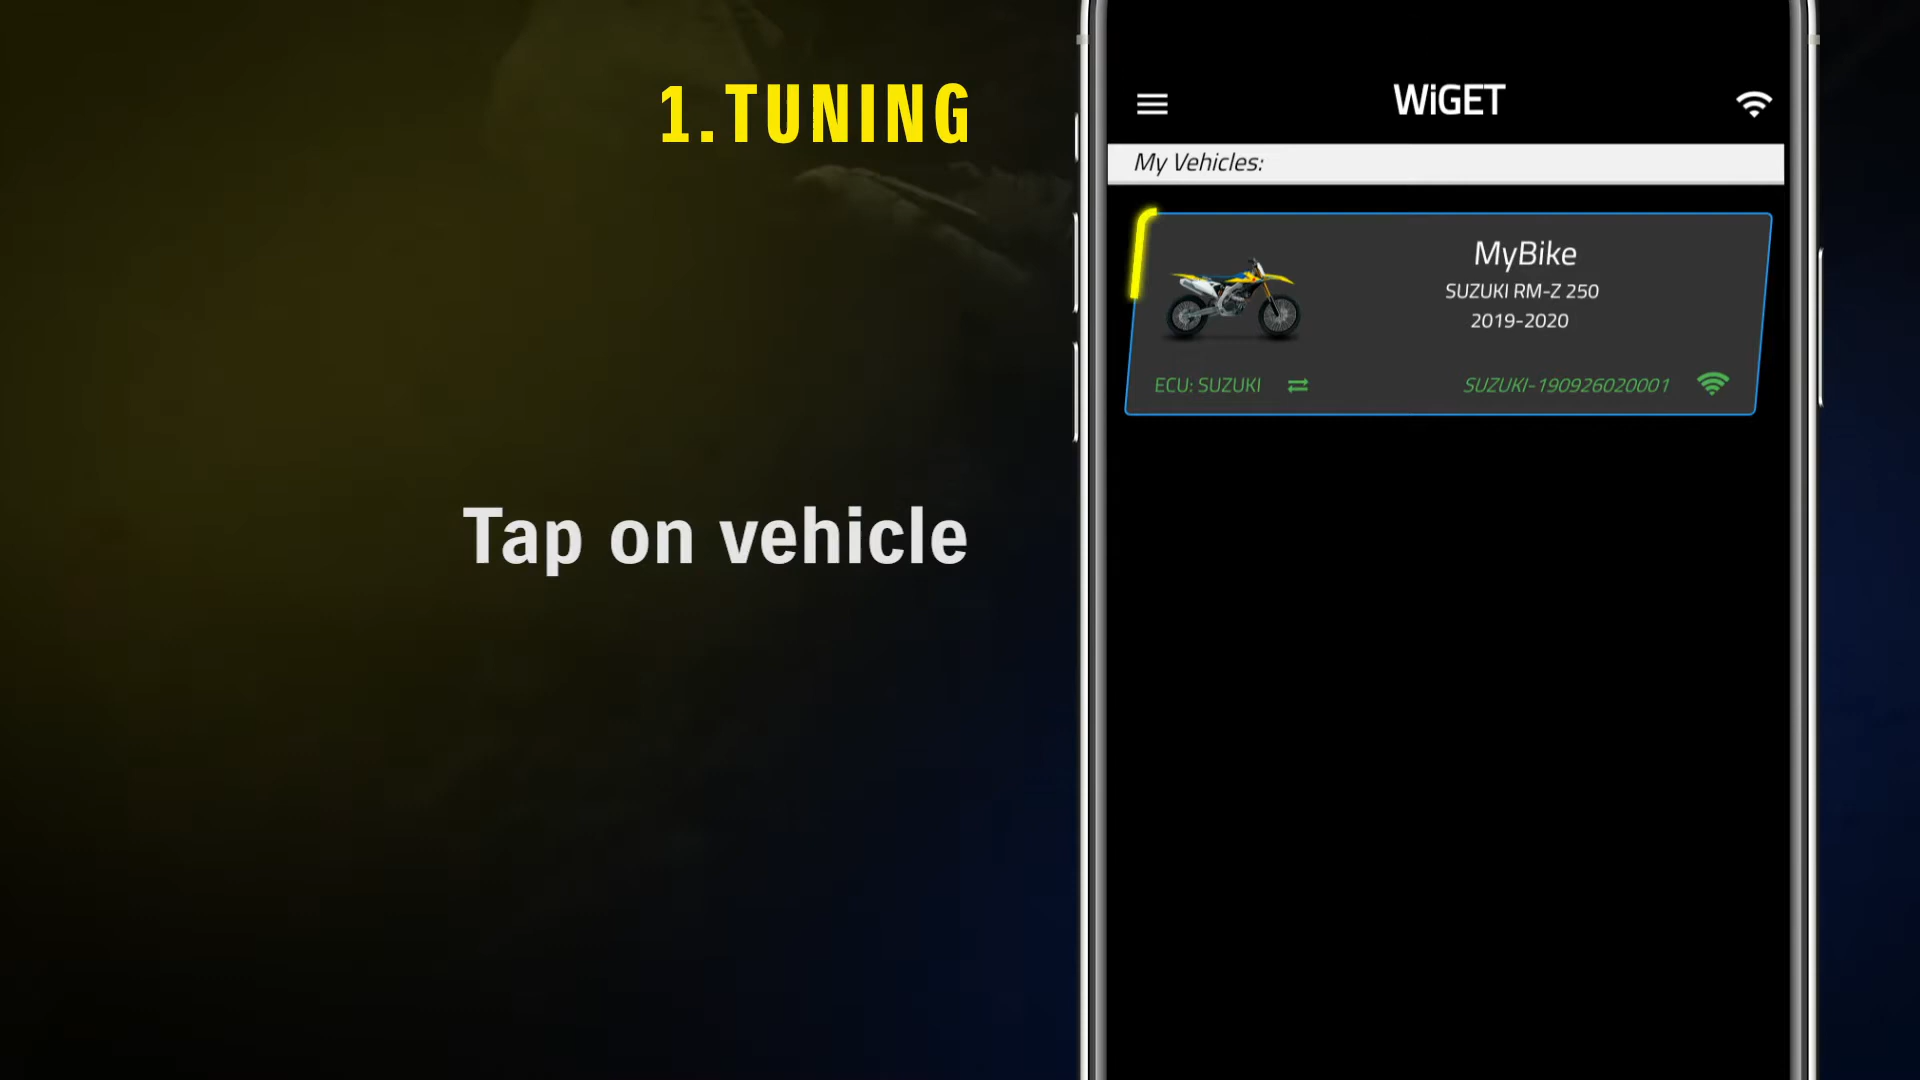 1.TUNING
Tap on vehicle
WiGET
My Vehicles:
MyBike
SUZUKI RM-Z 250
2019-2020
ECU: SUZUKI
SUZUKI-190926020001